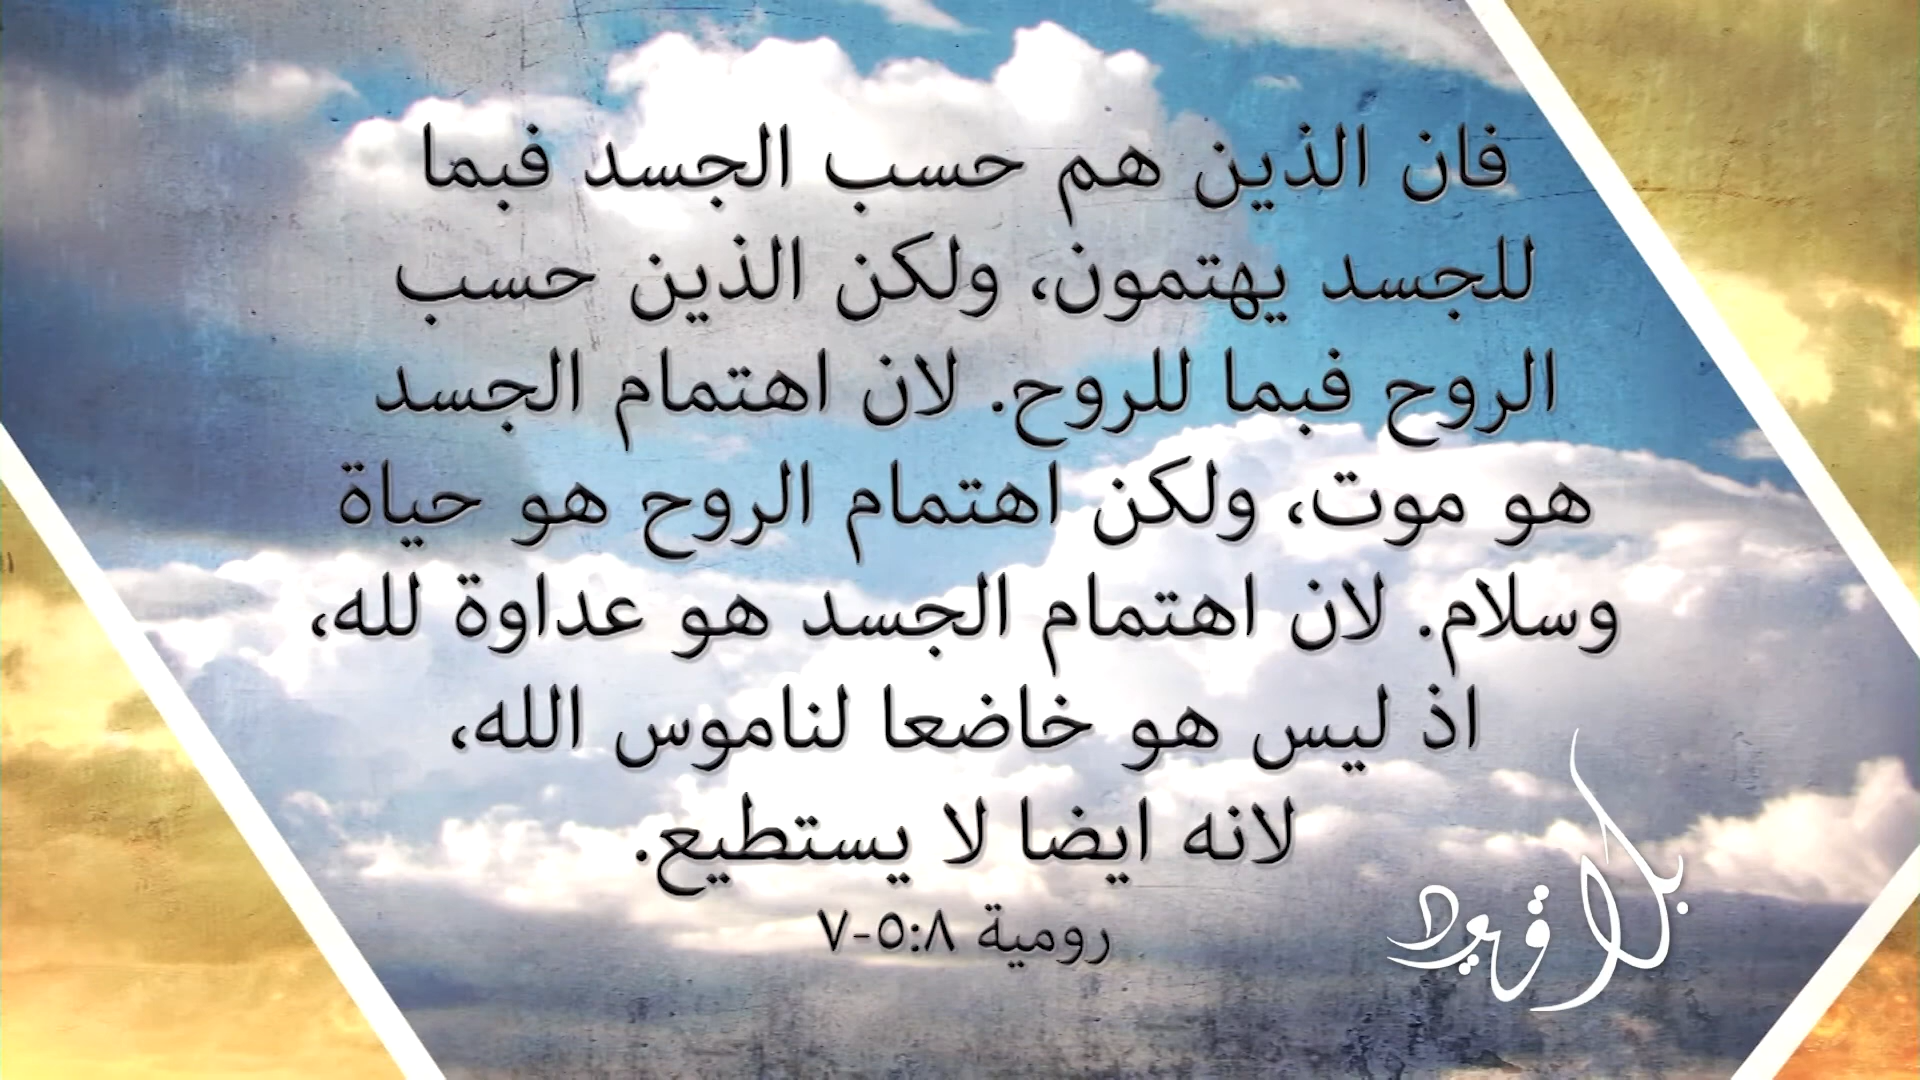 فان الذين هم حسب الجسد فبما
للجسد يهتمون، ولكن الذين حسب
الروح فبما للروح. لان اهتمام الجسد
هو موت، ولكن اهتمام الروح هو حياة
وسلام. لان اهتمام الجسد هو عداوة لله،
اذ ليس هو خاضعا لناموس الله،
لانه ايضا لا يستطيع.
رومية ٨:٥-٧
بلا قيود